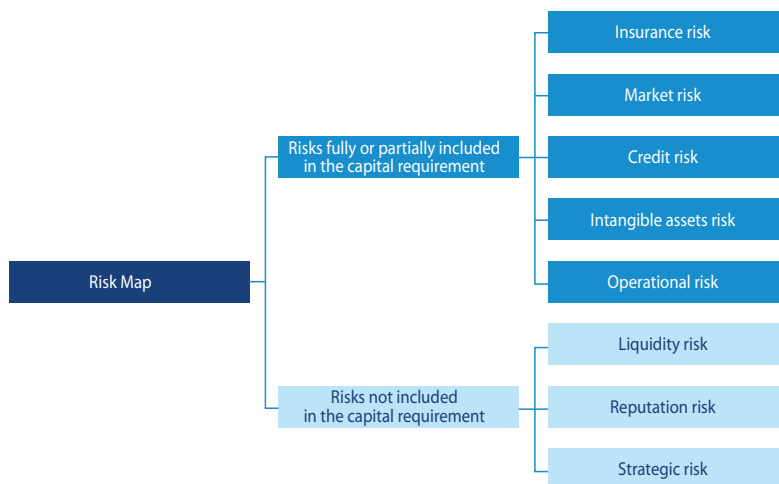 Insurance risk
Market risk
Risks fully or partially included
in the capital requirement
Credit risk
Intangible assets risk
Risk Map
Operational risk
Liquidity risk
Risks not included
in the capital requirement
Reputation risk
Strategic risk